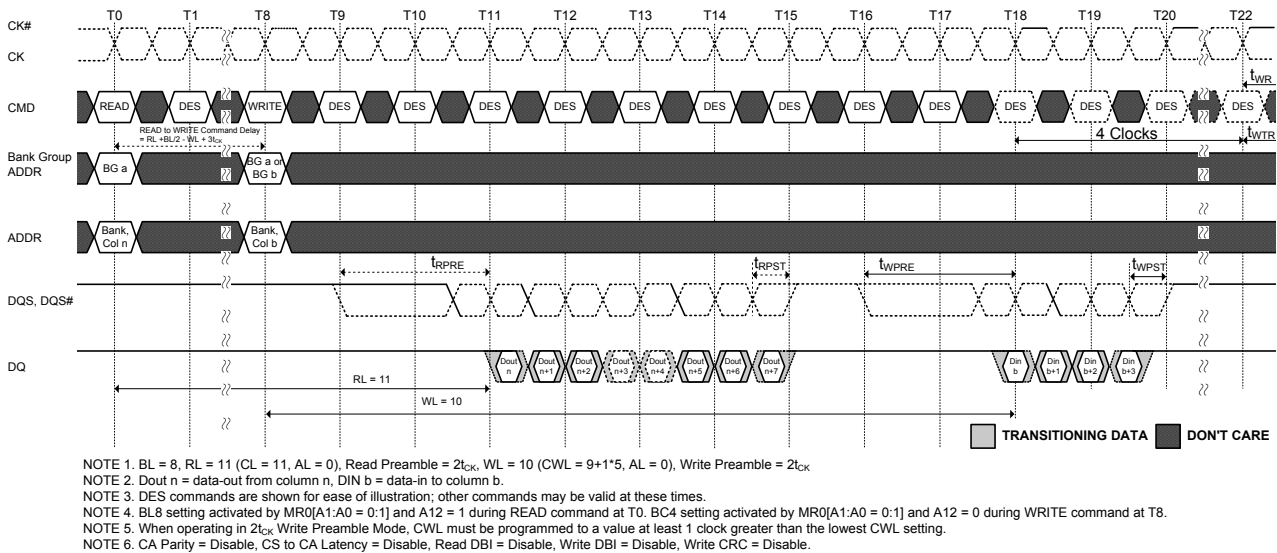 T0 T1 T8 T9 T10 T11 T12 T13 T14 T15 T16 T17 T18 T19 T20 T22
CK#
CK
tWR
CMD READ DES WRITE DES DES DES DES DES DES DES DES DES DES DES DES DES
READ to WRITE Command Delay
= RL +BL/2 - WL + 3tCK
4 Clocks tWTR
Bank Group
ADDR
BG a
BG a or
BG b
ADDR
Bank,
Col n
Bank,
Col b
tRPRE tRPST tWPRE tWPST
DQS, DQS#
DQ
Dout n Dout n+1 Dout n+2 Dout n+3 Dout n+4 Dout n+5 Dout n+6 Dout n+7 Din b Din b+1 Din b+2 Din b+3
RL = 11
WL = 10
TRANSITIONING DATA DON'T CARE
NOTE 1. BL = 8, RL = 11 (CL = 11, AL = 0), Read Preamble = 2tCK, WL = 10 (CWL = 9+1*5, AL = 0), Write Preamble = 2tCK
NOTE 2. Dout n = data-out from column n, DIN b = data-in to column b.
NOTE 3. DES commands are shown for ease of illustration; other commands may be valid at these times.
NOTE 4. BL8 setting activated by MR0[A1:A0 = 0:1] and A12 = 1 during READ command at T0. BC4 setting activated by MR0[A1:A0 = 0:1] and A12 = 0 during WRITE command at T8.
NOTE 5. When operating in 2tCK Write Preamble Mode, CWL must be programmed to a value at least 1 clock greater than the lowest CWL setting.
NOTE 6. CA Parity = Disable, CS to CA Latency = Disable, Read DBI = Disable, Write DBI = Disable, Write CRC = Disable.